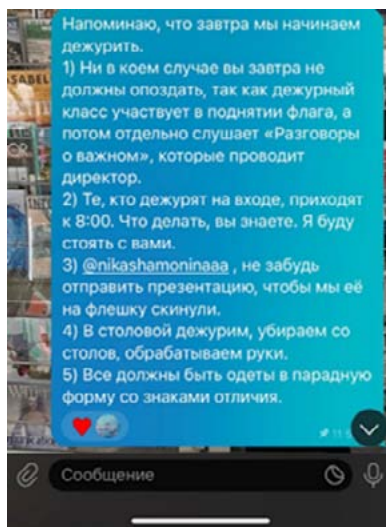 Напоминаю, что завтра мы начинаем
дежурить.
1) Ни в коем случае вы завтра не
должны опоздать, так как дежурный
класс участвует в поднятии флага, а
потом отдельно слушает «Разговоры
о важном», которые проводит
директор.
2) Те, кто дежурят на входе, приходят
к 8:00. Что делать, вы знаете. Я буду
стоять с вами.
3) @nikashamoninaaa , не забудь
отправить презентацию, чтобы мы её
на флешку скинули.
4) В столовой дежурим, убираем со
столов, обрабатываем руки.
5) Все должны быть одеты в парадную
форму со знаками отличия.
Сообщение